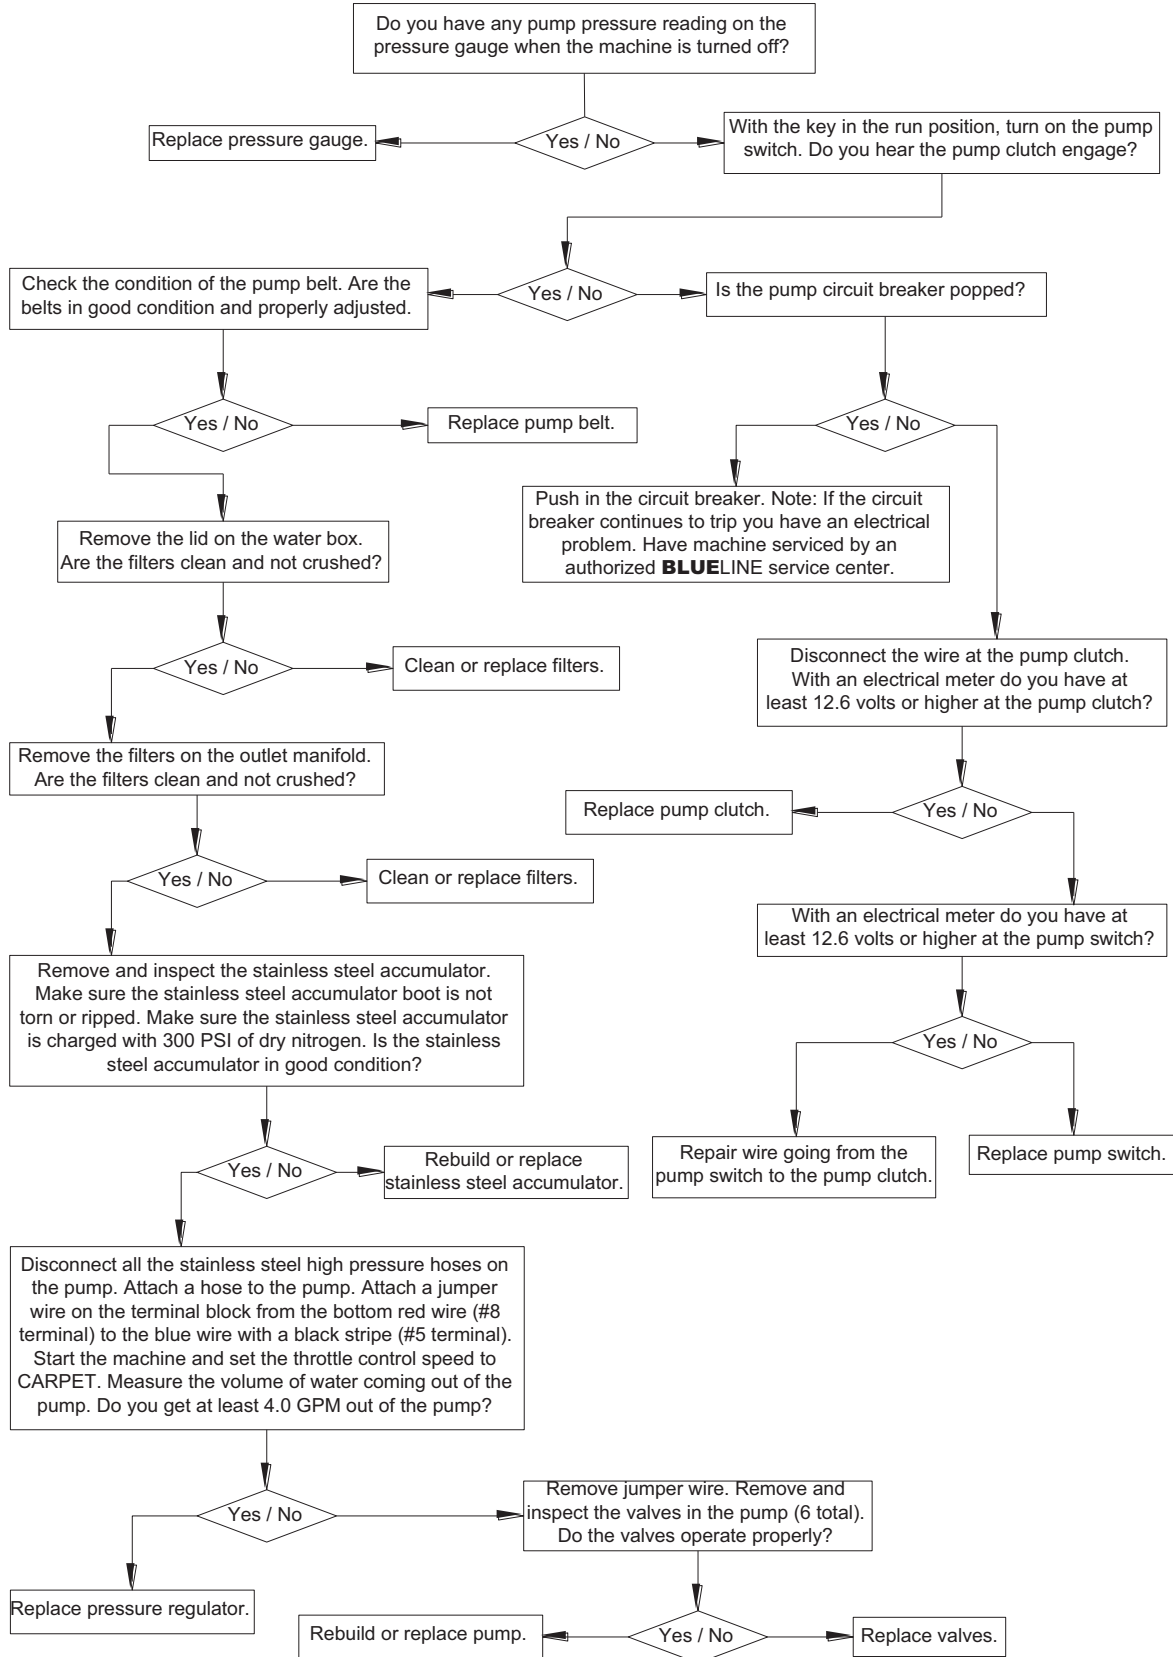 Do you have any pump pressure reading on the
pressure gauge when the machine is turned off?
Replace pressure gauge.
Yes / No
With the key in the run position, turn on the pump
switch. Do you hear the pump clutch engage?
Check the condition of the pump belt. Are the
belts in good condition and properly adjusted.
Yes / No
Is the pump circuit breaker popped?
Yes / No
Replace pump belt.
Yes / No
Push in the circuit breaker. Note: If the circuit
breaker continues to trip you have an electrical
problem. Have machine serviced by an
authorized BLUELINE service center.
Remove the lid on the water box.
Are the filters clean and not crushed?
Yes / No
Clean or replace filters.
Disconnect the wire at the pump clutch.
With an electrical meter do you have at
least 12.6 volts or higher at the pump clutch?
Remove the filters on the outlet manifold.
Are the filters clean and not crushed?
Replace pump clutch.
Yes / No
Yes / No
Clean or replace filters.
With an electrical meter do you have at
least 12.6 volts or higher at the pump switch?
Remove and inspect the stainless steel accumulator.
Make sure the stainless steel accumulator boot is not
torn or ripped. Make sure the stainless steel accumulator
is charged with 300 PSI of dry nitrogen. Is the stainless
steel accumulator in good condition?
Yes / No
Repair wire going from the
pump switch to the pump clutch.
Replace pump switch.
Yes / No
Rebuild or replace
stainless steel accumulator.
Disconnect all the stainless steel high pressure hoses on
the pump. Attach a hose to the pump. Attach a jumper
wire on the terminal block from the bottom red wire (#8
terminal) to the blue wire with a black stripe (#5 terminal).
Start the machine and set the throttle control speed to
CARPET. Measure the volume of water coming out of the
pump. Do you get at least 4.0 GPM out of the pump?
Yes / No
Remove jumper wire. Remove and
inspect the valves in the pump (6 total).
Do the valves operate properly?
Replace pressure regulator.
Rebuild or replace pump.
Yes / No
Replace valves.